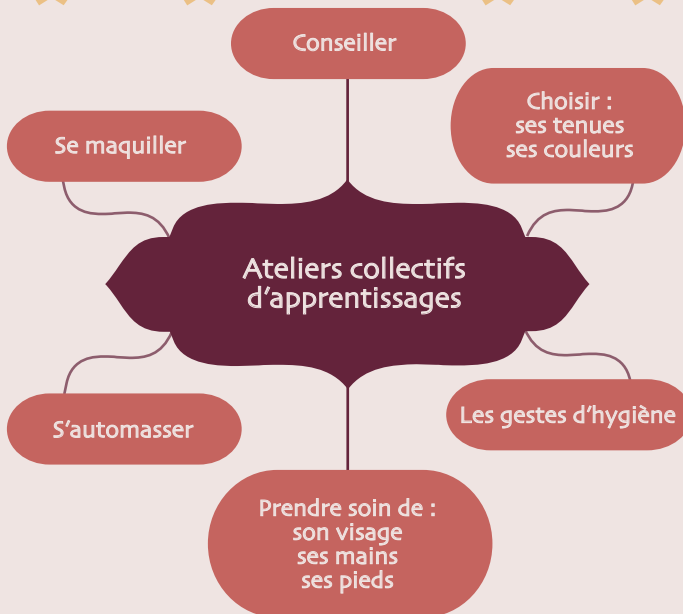 Conseiller
Choisir :
ses tenues
ses couleurs
Se maquiller
Ateliers collectifs
d'apprentissages
Les gestes d'hygiène
S'automasser
Prendre soin de :
son visage
ses mains
ses pieds